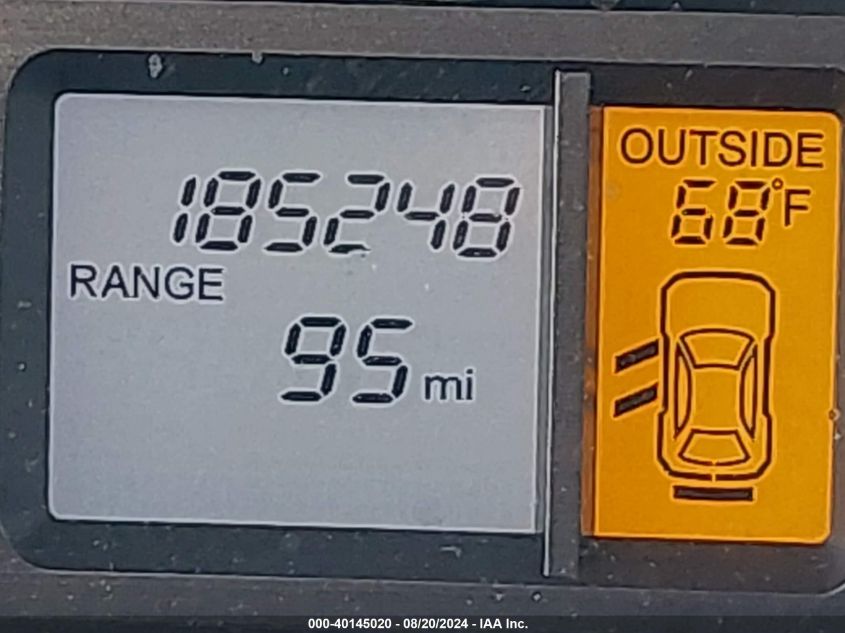 185248
RANGE
95 mi
OUTSIDE
68°F
000-40145020 - 08/20/2024 - IAA Inc.